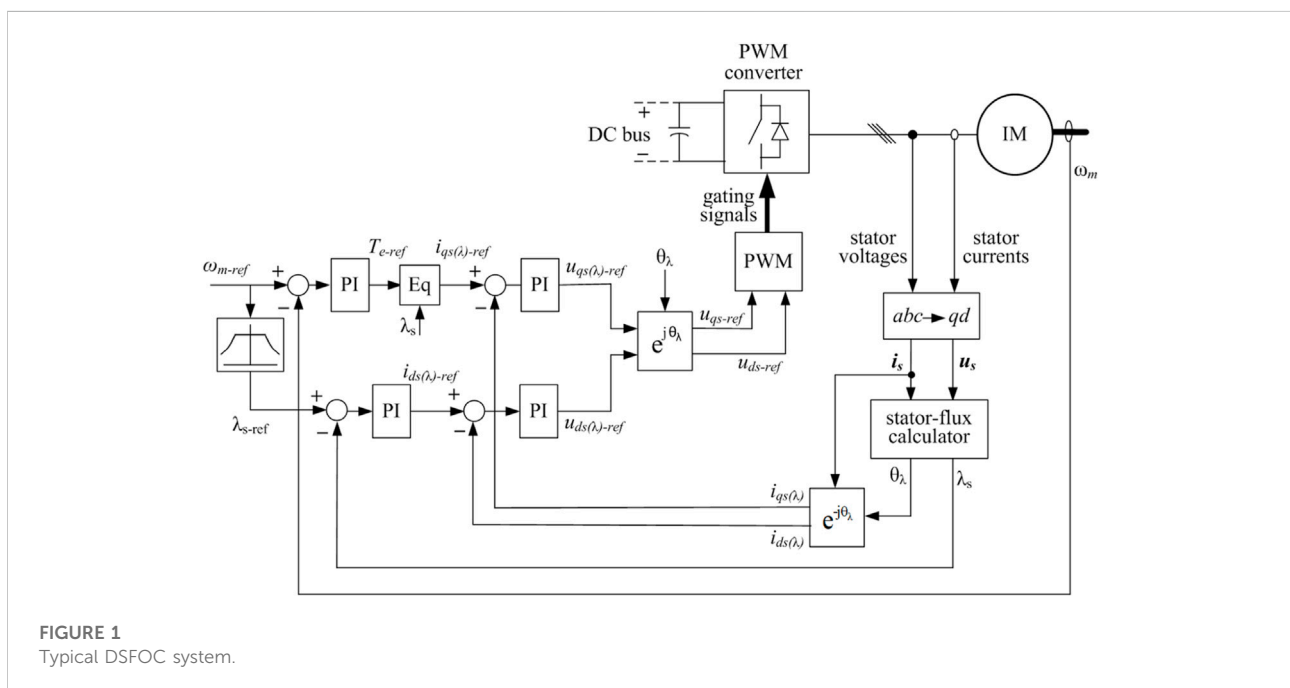 PWM
converter
+
DC bus
−
IM
ω_m
gating
signals
stator
voltages
stator
currents
T_e-ref
i_qs(λ)-ref
ω_m-ref
+
−
PI
Eq
λ_s
+
−
PI
u_qs(λ)-ref
θ_λ
PWM
u_qs-ref
e^jθ_λ
u_ds-ref
abc→qd
i_s
u_s
i_ds(λ)-ref
+
−
PI
+
−
PI
u_ds(λ)-ref
λ_s-ref
stator-flux
calculator
θ_λ
λ_s
i_qs(λ)
e^-jθ_λ
i_ds(λ)
FIGURE 1
Typical DSFOC system.